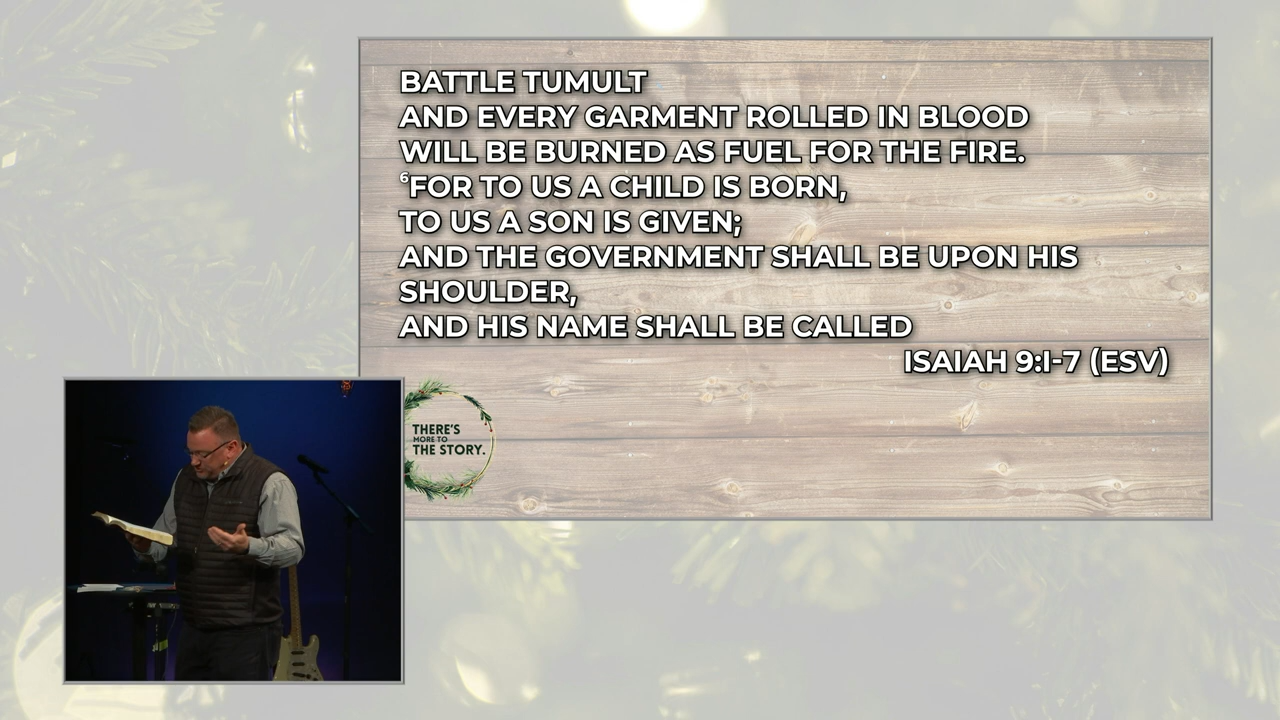 BATTLE TUMULT
AND EVERY GARMENT ROLLED IN BLOOD
WILL BE BURNED AS FUEL FOR THE FIRE.
⁶FOR TO US A CHILD IS BORN,
TO US A SON IS GIVEN;
AND THE GOVERNMENT SHALL BE UPON HIS
SHOULDER,
AND HIS NAME SHALL BE CALLED
ISAIAH 9:1-7 (ESV)
THERE'S
MORE TO
THE STORY.